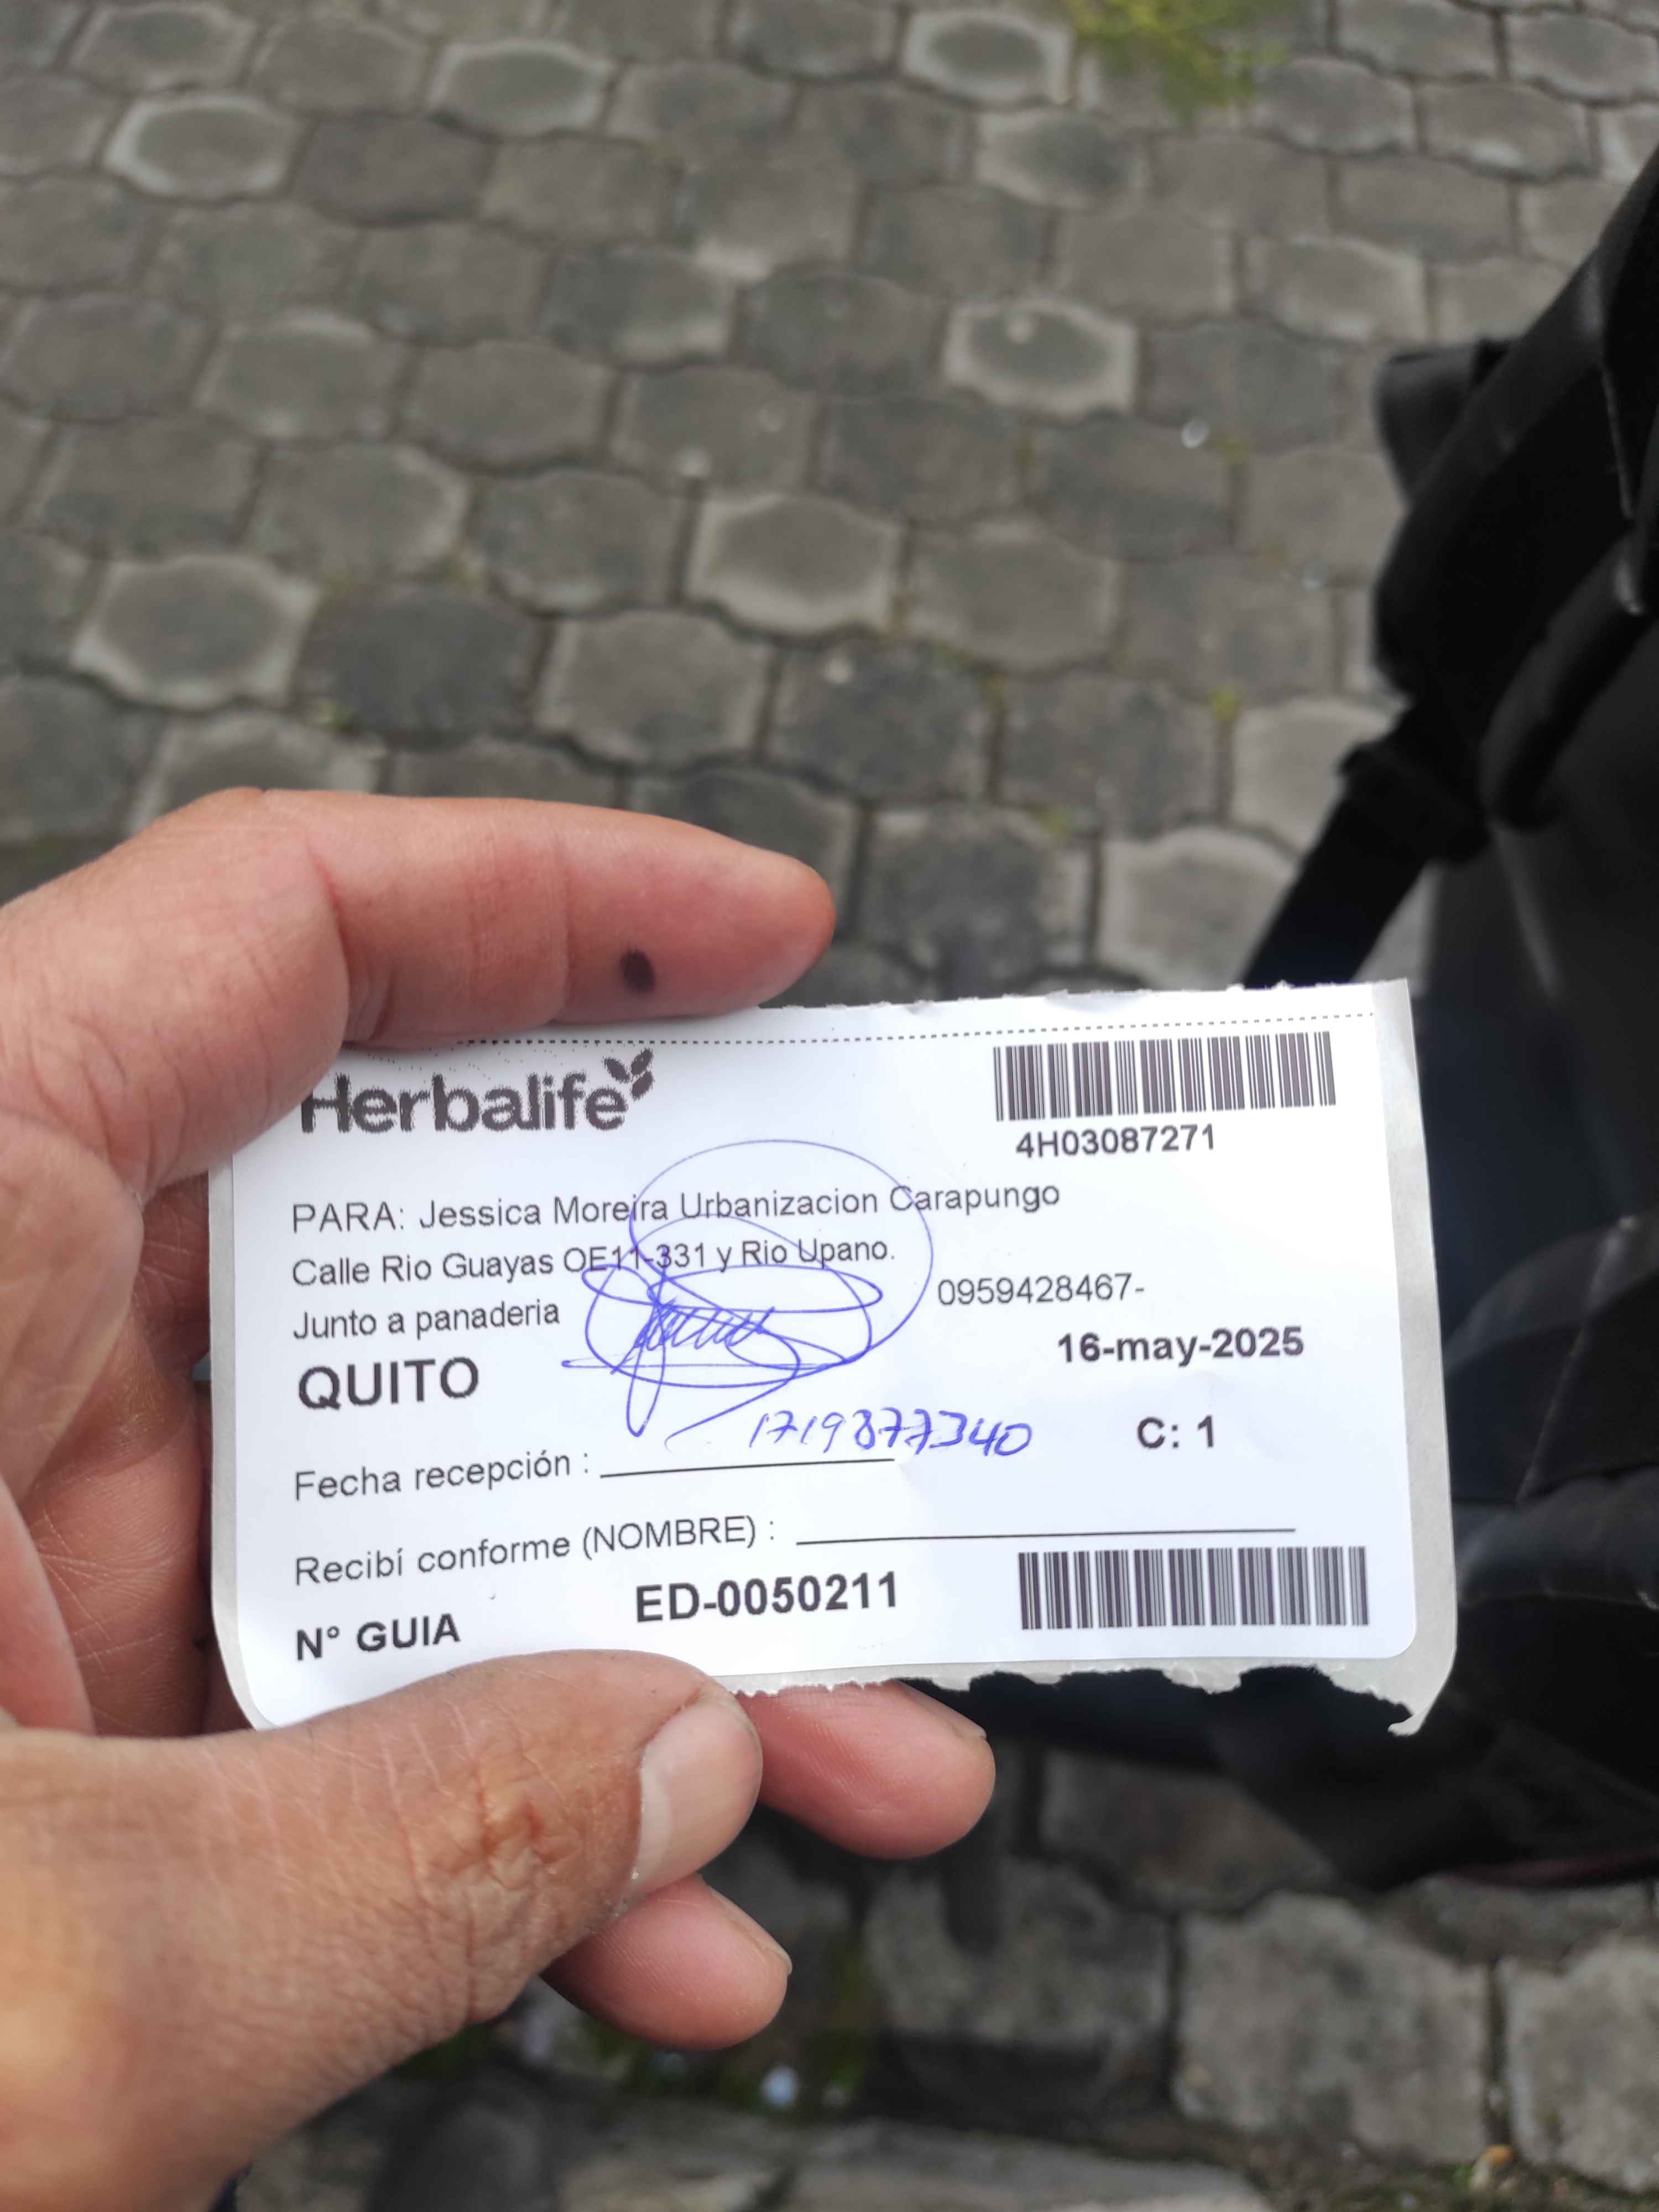 Herbalife
4H03087271
PARA: Jessica Moreira Urbanizacion Carapungo
Calle Rio Guayas OE11-331 y Rio Upano.
Junto a panaderia
0959428467-
QUITO
16-may-2025
1719877340
C: 1
Fecha recepción :
Recibí conforme (NOMBRE) :
N° GUIA
ED-0050211